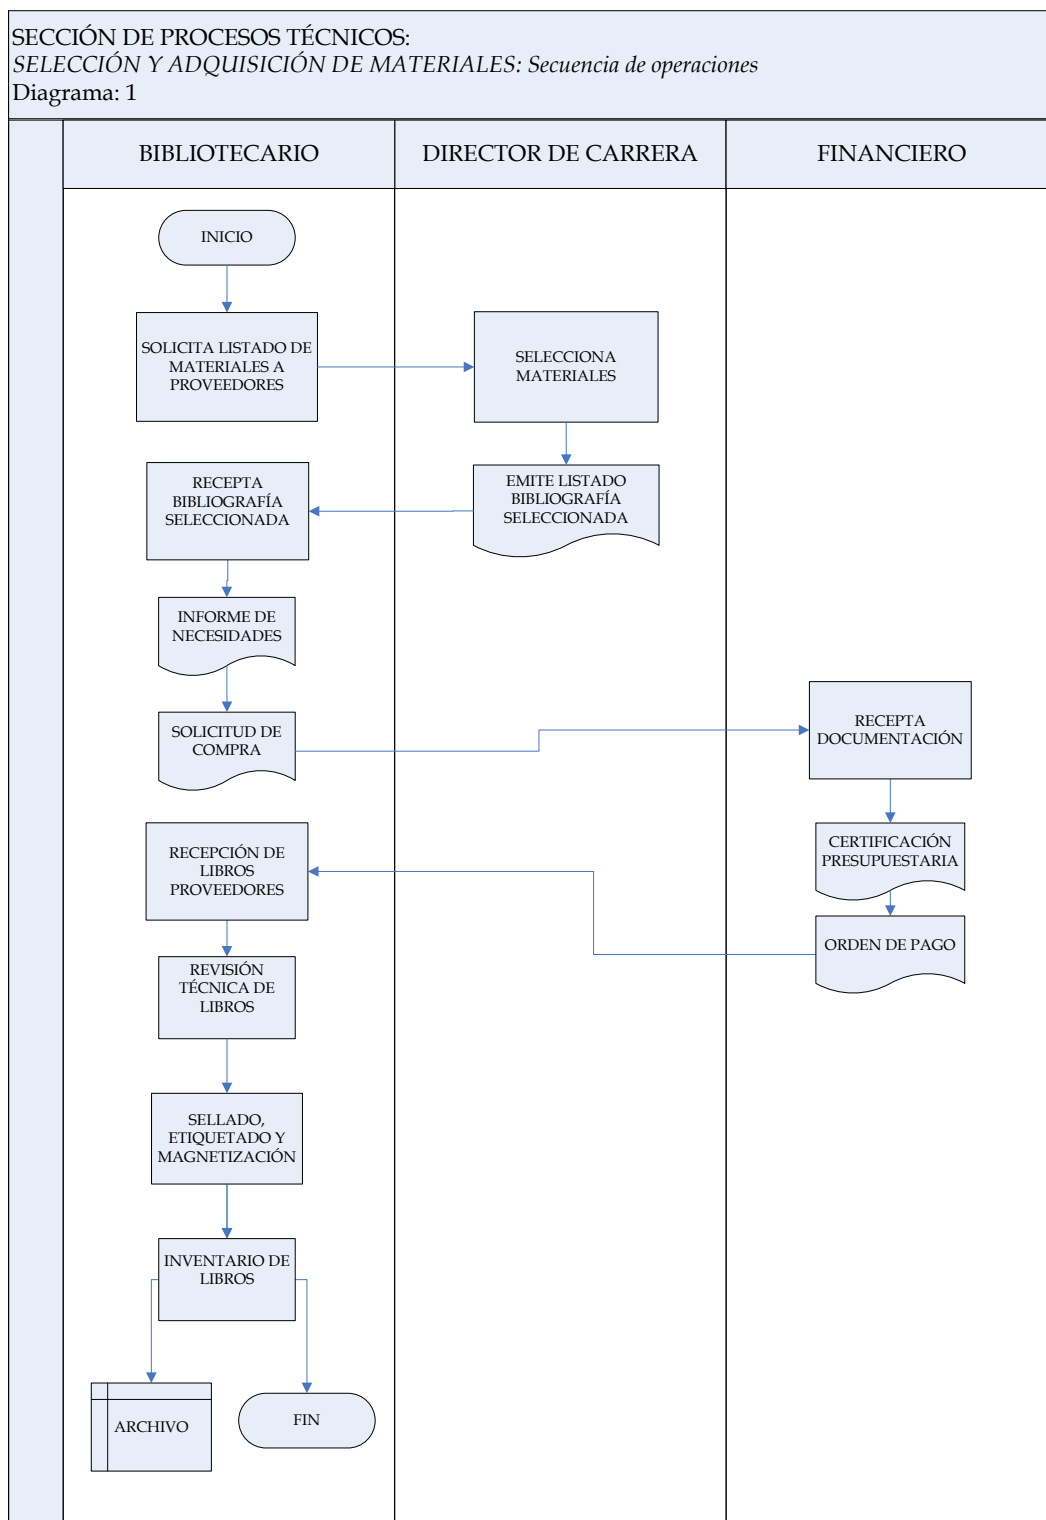 SECCIÓN DE PROCESOS TÉCNICOS:
SELECCIÓN Y ADQUISICIÓN DE MATERIALES: Secuencia de operaciones
Diagrama: 1
BIBLIOTECARIO
DIRECTOR DE CARRERA
FINANCIERO
INICIO
SOLICITA LISTADO DE
MATERIALES A
PROVEEDORES
SELECCIONA
MATERIALES
EMITE LISTADO
BIBLIOGRAFÍA
SELECCIONADA
RECEPTA
BIBLIOGRAFÍA
SELECCIONADA
INFORME DE
NECESIDADES
SOLICITUD DE
COMPRA
RECEPTA
DOCUMENTACIÓN
CERTIFICACIÓN
PRESUPUESTARIA
ORDEN DE PAGO
RECEPCIÓN DE
LIBROS
PROVEEDORES
REVISIÓN
TÉCNICA DE
LIBROS
SELLADO,
ETIQUETADO Y
MAGNETIZACIÓN
INVENTARIO DE
LIBROS
ARCHIVO
FIN